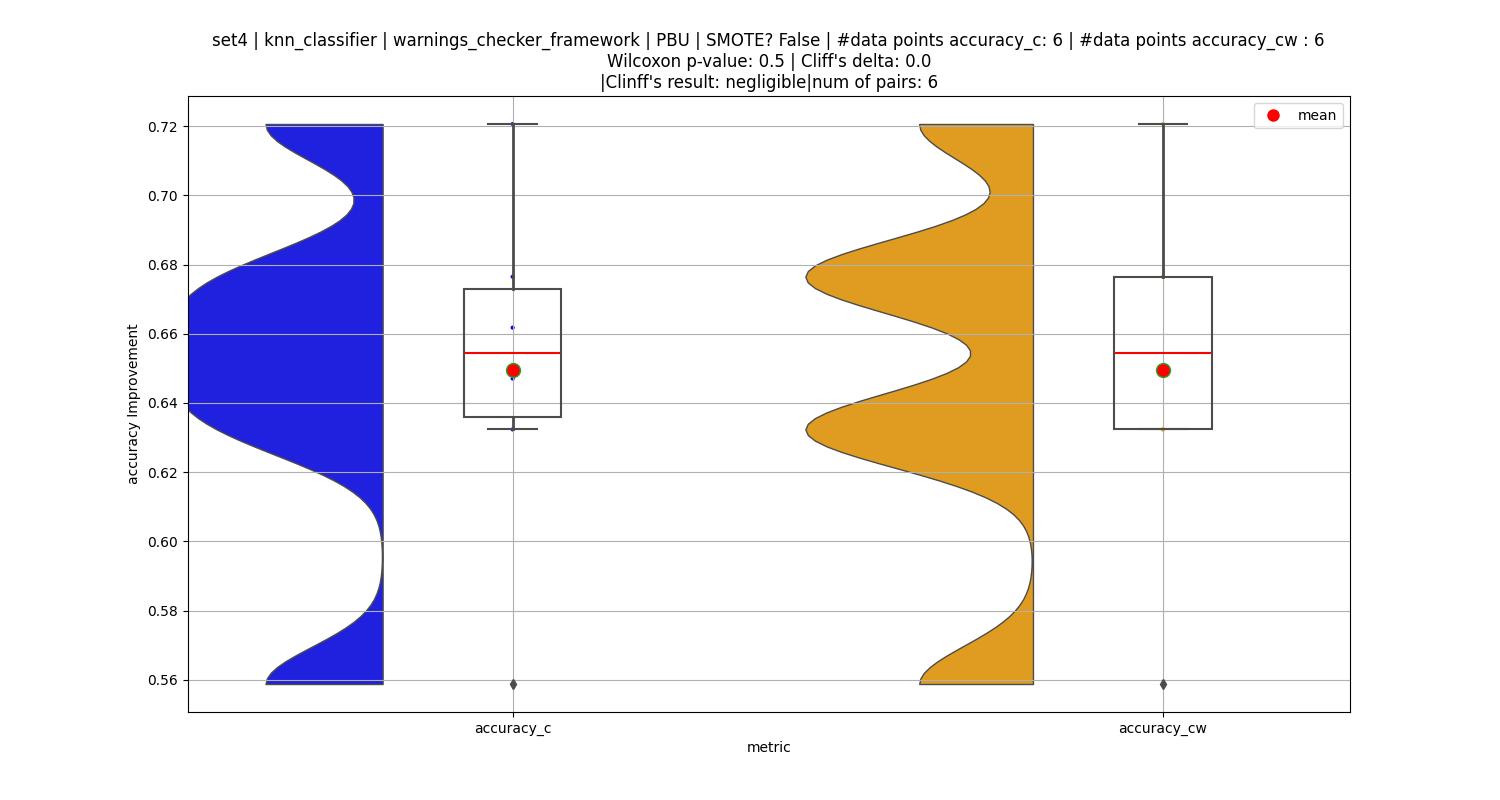 set4 | knn_classifier | warnings_checker_framework | PBU | SMOTE? False | #data points accuracy_c: 6 | #data points accuracy_cw : 6
Wilcoxon p-value: 0.5 | Cliff's delta: 0.0
|Clinff's result: negligible|num of pairs: 6
mean
0.72
0.70
0.68
0.66
0.64
0.62
0.60
0.58
0.56
accuracy Improvement
accuracy_c
accuracy_cw
metric